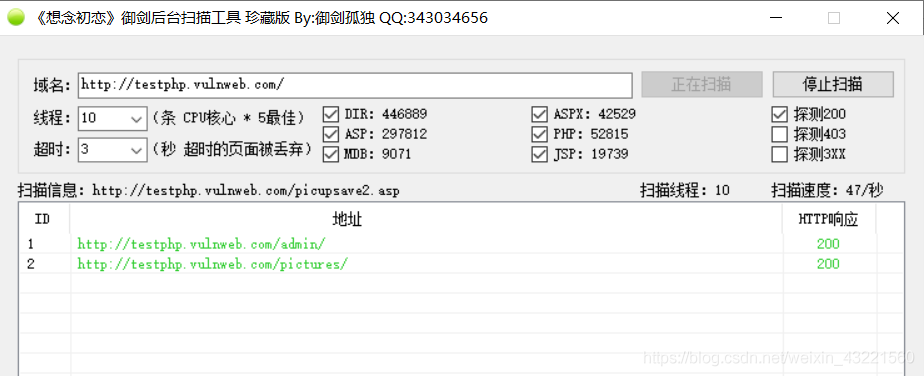 《想念初恋》御剑后台扫描工具 珍藏版 By:御剑孤独 QQ:343034656
域名: http://testphp.vulnweb.com/ 正在扫描 停止扫描
线程: 10 (条 CPU核心 * 5最佳) DIR: 446889 ASPX: 42529 探测200
ASP: 297812 PHP: 52815 探测403
超时: 3 (秒 超时的页面被丢弃) MDB: 9071 JSP: 19739 探测3XX
扫描信息: http://testphp.vulnweb.com/picupsave2.asp 扫描线程: 10 扫描速度: 47/秒
ID 地址 HTTP响应
1 http://testphp.vulnweb.com/admin/ 200
2 http://testphp.vulnweb.com/pictures/ 200
https://blog.csdn.net/weixin_43221560